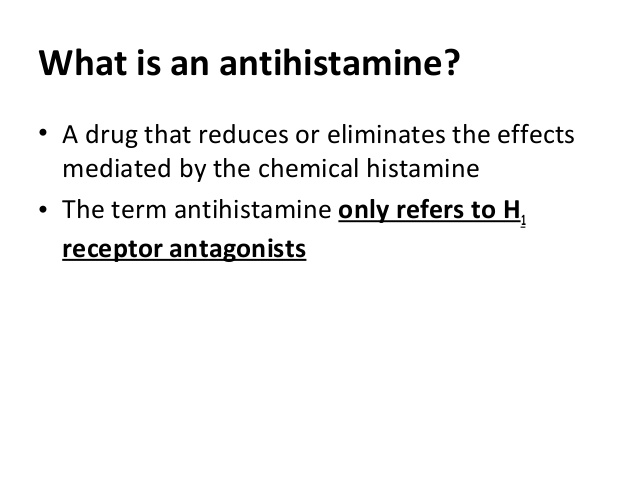 What is an antihistamine?
• A drug that reduces or eliminates the effects
mediated by the chemical histamine
• The term antihistamine only refers to H₁
receptor antagonists